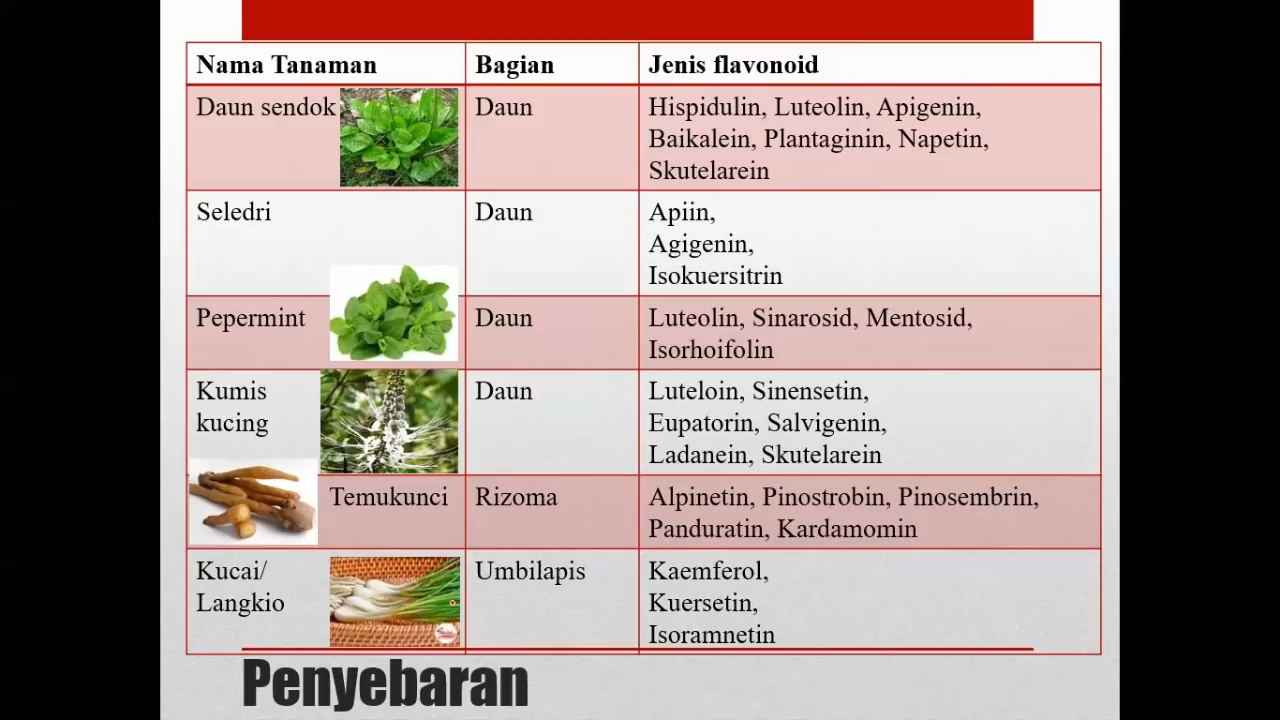 Nama Tanaman
Bagian
Jenis flavonoid
Daun sendok
Daun
Hispidulin, Luteolin, Apigenin,
Baikalein, Plantaginin, Napetin,
Skutelarein
Seledri
Daun
Apiin,
Agigenin,
Isokuersitrin
Pepermint
Daun
Luteolin, Sinarosid, Mentosid,
Isorhoifolin
Kumis
kucing
Daun
Luteloin, Sinensetin,
Eupatorin, Salvigenin,
Ladanein, Skutelarein
Temukunci
Rizoma
Alpinetin, Pinostrobin, Pinosembrin,
Panduratin, Kardamomin
Kucai/
Langkio
Umbilapis
Kaemferol,
Kuersetin,
Isoramnetin
Penyebaran